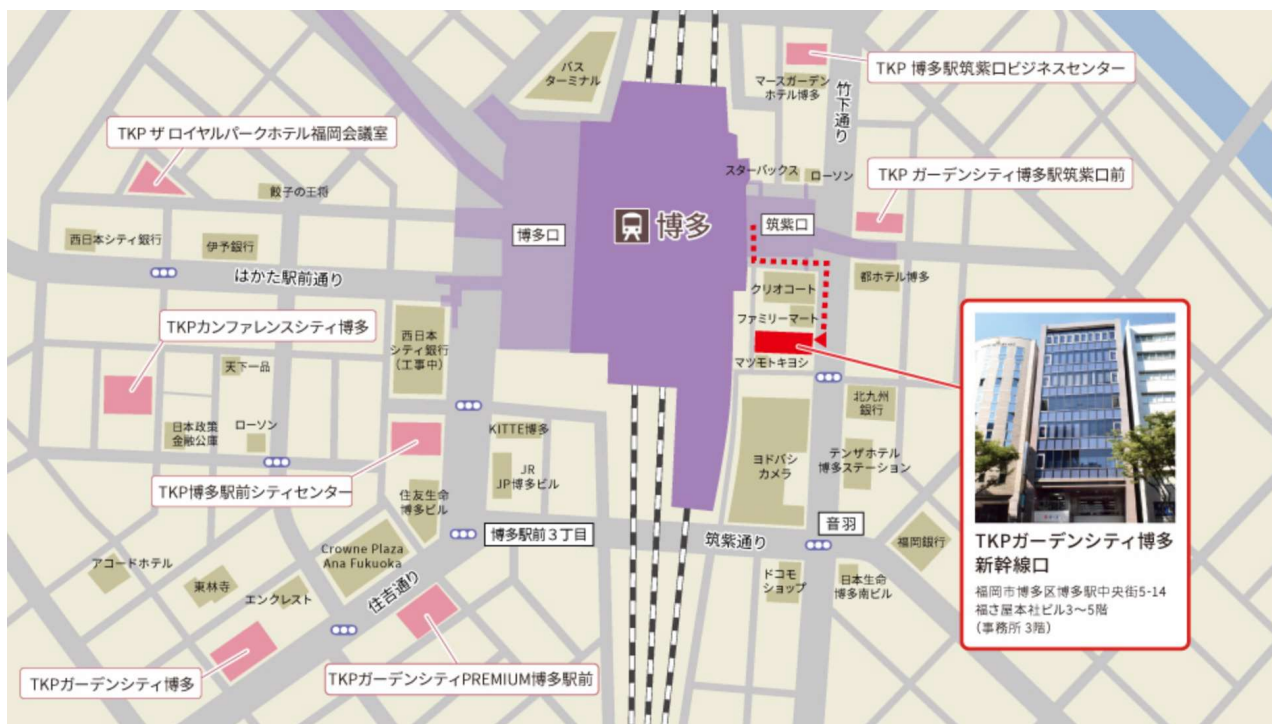 バス
ターミナル
マースガーデン
ホテル博多
TKP 博多駅筑紫口ビジネスセンター
竹下通り
TKP ザ ロイヤルパークホテル福岡会議室
餃子の王将
スターバックス
ローソン
TKP ガーデンシティ博多駅筑紫口前
西日本シティ銀行
伊予銀行
博多口
博多
筑紫口
はかた駅前通り
クリオコート
都ホテル博多
ファミリーマート
TKPカンファレンスシティ博多
西日本
シティ銀行
(工事中)
マツモトキヨシ
天下一品
北九州
銀行
日本政策
金融公庫
ローソン
KITTE博多
ヨドバシ
カメラ
テンザホテル
博多ステーション
JR
JP博多ビル
TKP博多駅前シティセンター
住友生命
博多ビル
博多駅前3丁目
筑紫通り
音羽
福岡銀行
Crowne Plaza
Ana Fukuoka
アコードホテル
東林寺
エンクレスト
住吉通り
ドコモ
ショップ
日本生命
博多南ビル
TKPガーデンシティ博多
新幹線口
福岡市博多区博多駅中央街5-14
福さ屋本社ビル3〜5階
(事務所 3階)
TKPガーデンシティ博多
TKPガーデンシティPREMIUM博多駅前